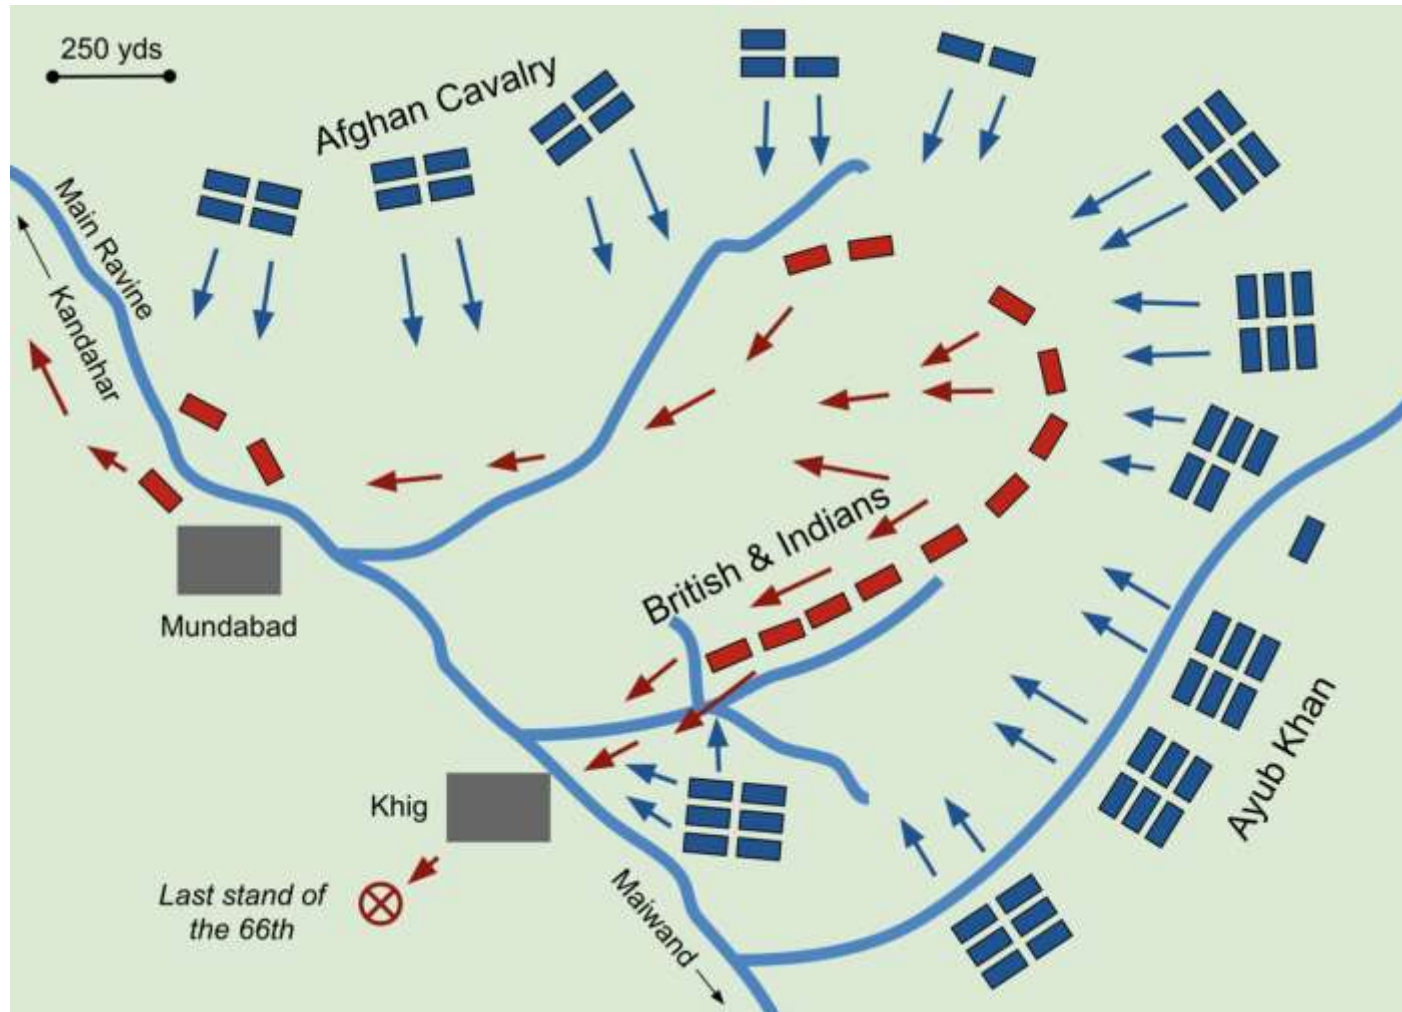 250 yds
Afghan Cavalry
Main Ravine
Kandahar
British & Indians
Mundabad
Ayub Khan
Khig
Last stand of
the 66th
Maiwand